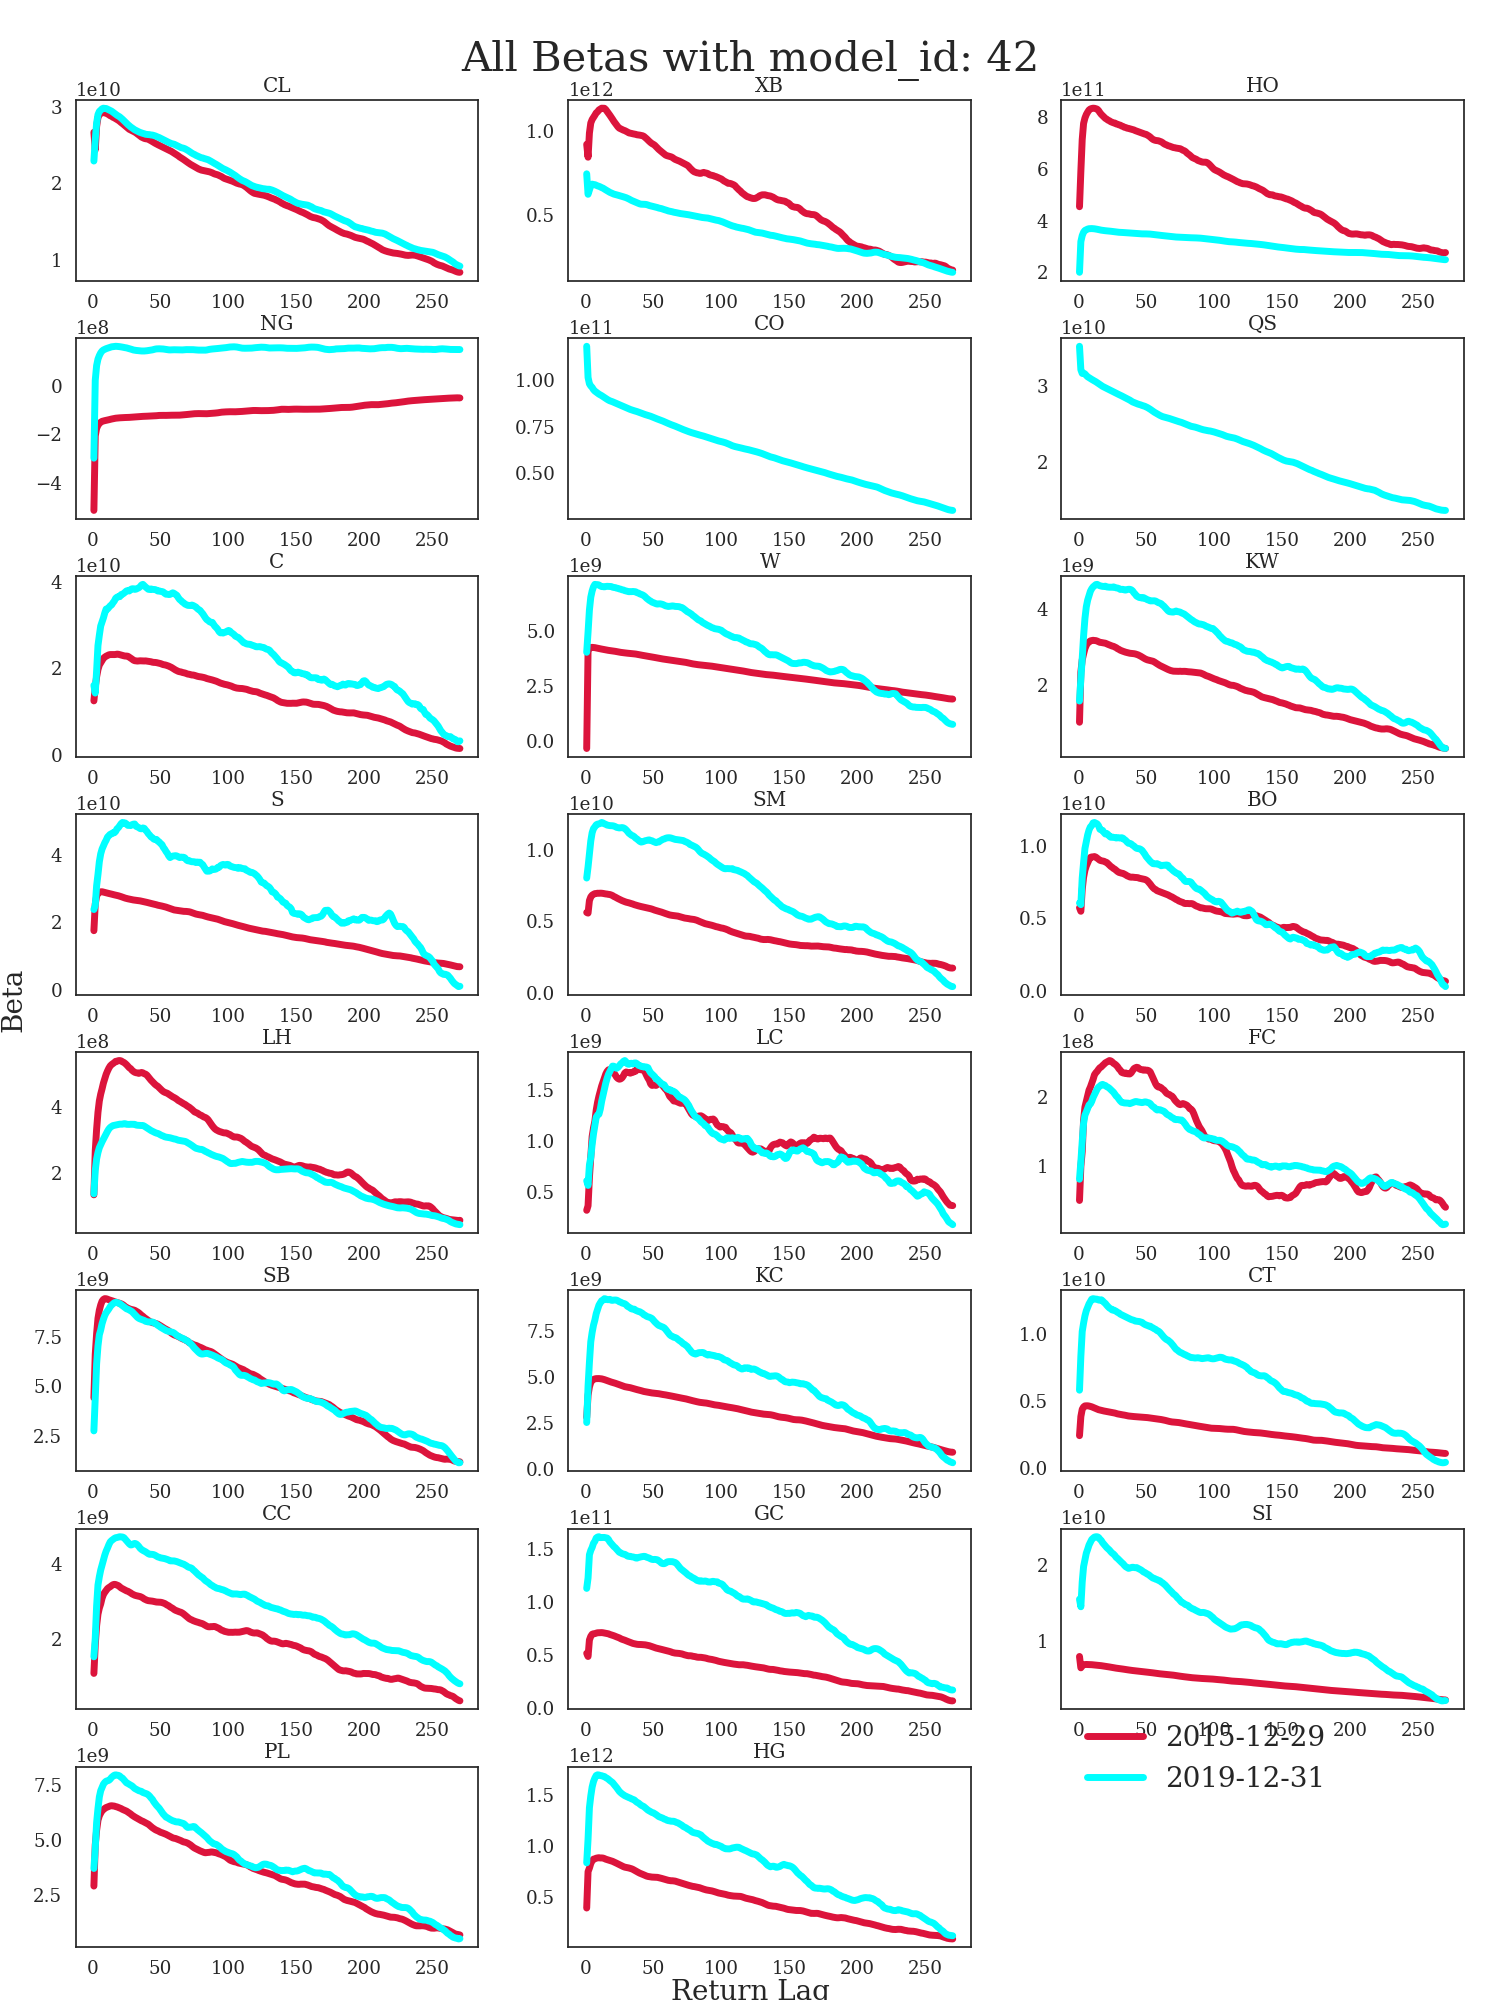 All Betas with model_id: 42
CL
XB
HO
1e10
1e12
1e11
3
2
1
1.0
0.5
8
6
4
2
0 50 100 150 200 250
0 50 100 150 200 250
0 50 100 150 200 250
NG
CO
QS
1e8
1e11
1e10
0
−2
−4
1.00
0.75
0.50
3
2
0 50 100 150 200 250
0 50 100 150 200 250
0 50 100 150 200 250
C
W
KW
1e10
1e9
1e9
4
2
0
5.0
2.5
0.0
4
2
0 50 100 150 200 250
0 50 100 150 200 250
0 50 100 150 200 250
S
SM
BO
1e10
1e10
1e10
4
2
0
1.0
0.5
0.0
1.0
0.5
0.0
0 50 100 150 200 250
0 50 100 150 200 250
0 50 100 150 200 250
Beta
LH
LC
FC
1e8
1e9
1e8
4
2
1.5
1.0
0.5
2
1
0 50 100 150 200 250
0 50 100 150 200 250
0 50 100 150 200 250
SB
KC
CT
1e9
1e9
1e10
7.5
5.0
2.5
7.5
5.0
2.5
0.0
1.0
0.5
0.0
0 50 100 150 200 250
0 50 100 150 200 250
0 50 100 150 200 250
CC
GC
SI
1e9
1e11
1e10
4
2
1.5
1.0
0.5
0.0
2
1
0 50 100 150 200 250
0 50 100 150 200 250
0 50 100 150 200 250
PL
HG
1e9
1e12
7.5
5.0
2.5
1.5
1.0
0.5
0 50 100 150 200 250
0 50 100 150 200 250
2015-12-29
2019-12-31
Return Lag